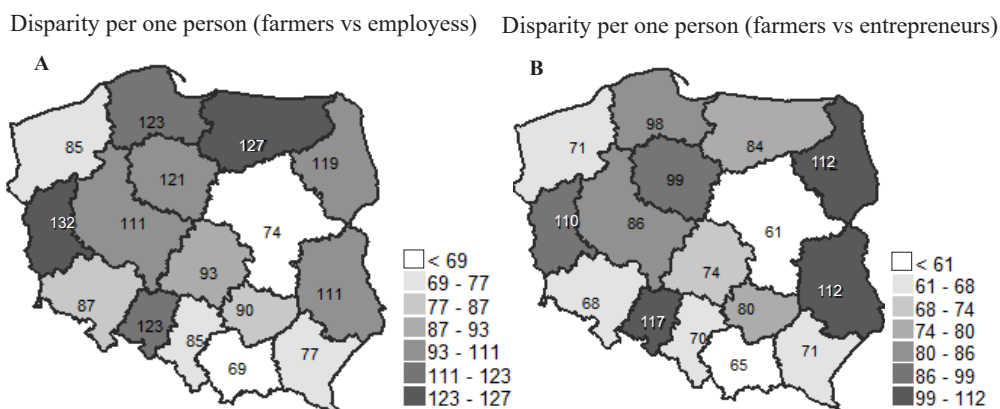 Disparity per one person (farmers vs employess) Disparity per one person (farmers vs entrepreneurs)
A
B
123
85
127
119
121
132
111
74
93
111
87
123
90
85
69
77
< 69
69 - 77
77 - 87
87 - 93
93 - 111
111 - 123
123 - 127
98
71
84
112
99
110
86
61
74
112
68
117
80
70
65
71
< 61
61 - 68
68 - 74
74 - 80
80 - 86
86 - 99
99 - 112